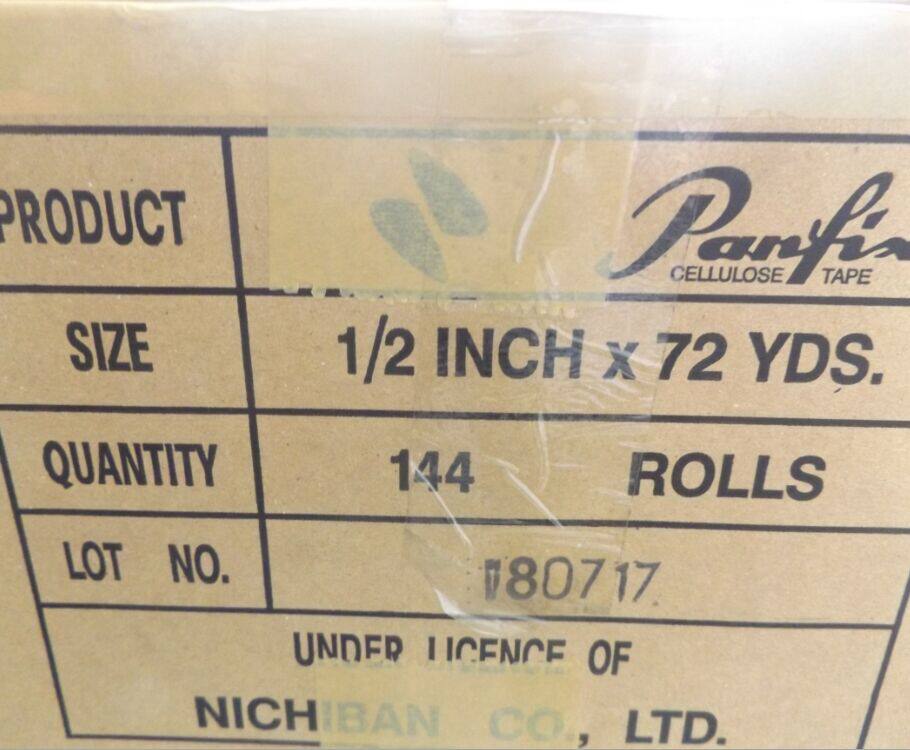 PRODUCT Panfix
CELLULOSE TAPE
SIZE 1/2 INCH x 72 YDS.
QUANTITY 144 ROLLS
LOT NO. 180717
UNDER LICENCE OF
NICHIBAN CO., LTD.